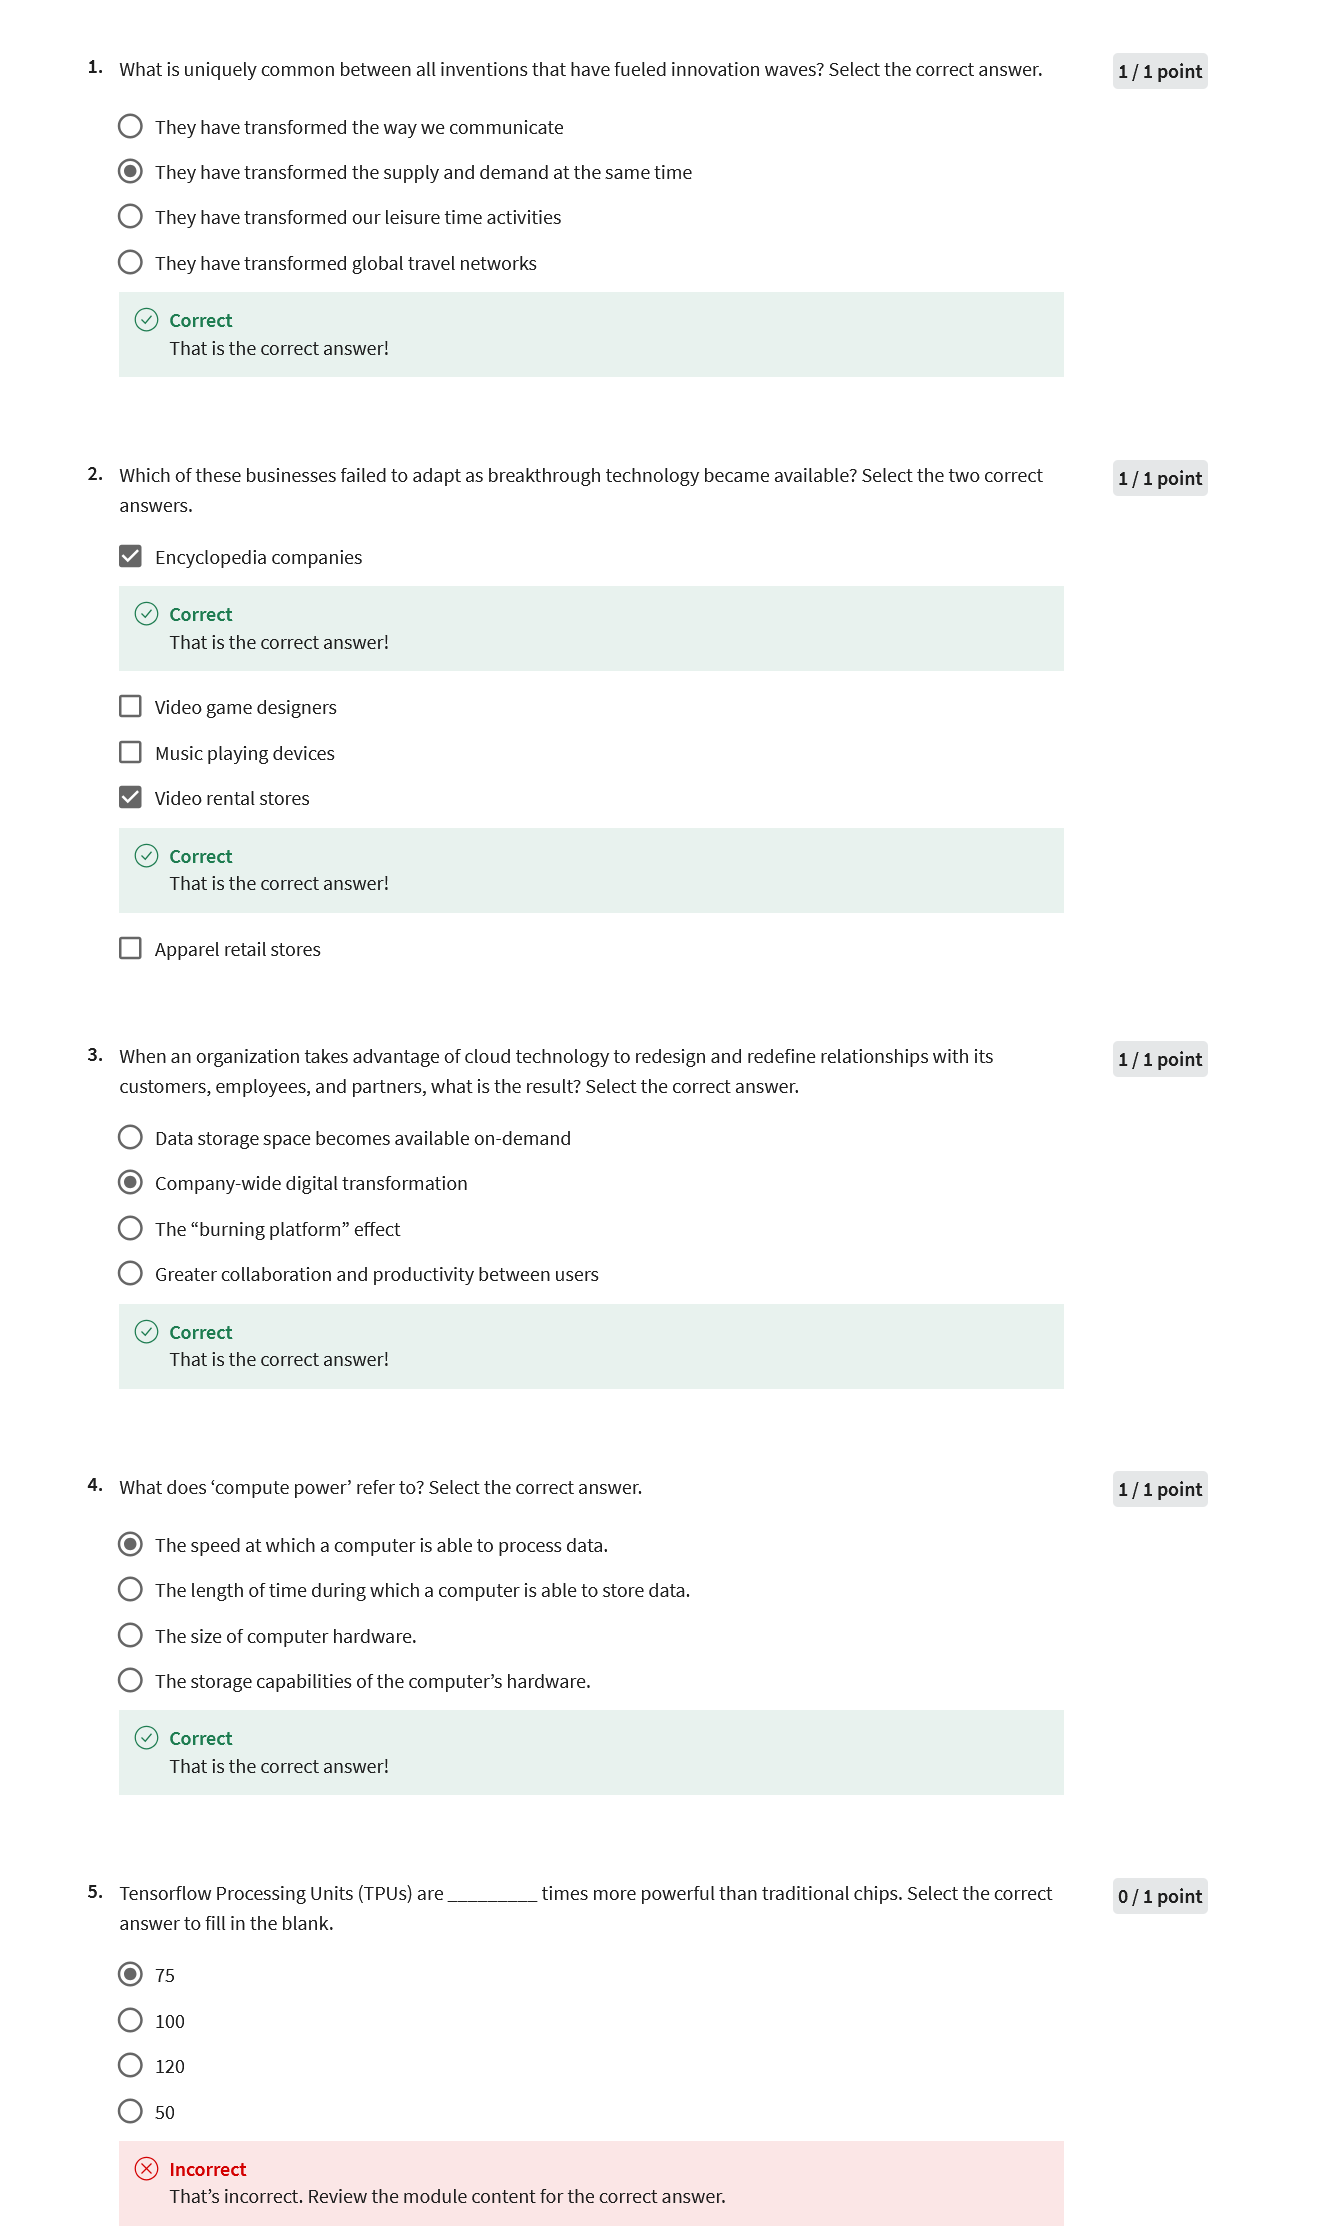 1. What is uniquely common between all inventions that have fueled innovation waves? Select the correct answer.
1 / 1 point
They have transformed the way we communicate
They have transformed the supply and demand at the same time
They have transformed our leisure time activities
They have transformed global travel networks
Correct
That is the correct answer!
2. Which of these businesses failed to adapt as breakthrough technology became available? Select the two correct
answers.
1 / 1 point
Encyclopedia companies
Correct
That is the correct answer!
Video game designers
Music playing devices
Video rental stores
Correct
That is the correct answer!
Apparel retail stores
3. When an organization takes advantage of cloud technology to redesign and redefine relationships with its
customers, employees, and partners, what is the result? Select the correct answer.
1 / 1 point
Data storage space becomes available on-demand
Company-wide digital transformation
The “burning platform” effect
Greater collaboration and productivity between users
Correct
That is the correct answer!
4. What does ‘compute power’ refer to? Select the correct answer.
1 / 1 point
The speed at which a computer is able to process data.
The length of time during which a computer is able to store data.
The size of computer hardware.
The storage capabilities of the computer’s hardware.
Correct
That is the correct answer!
5. Tensorflow Processing Units (TPUs) are _________ times more powerful than traditional chips. Select the correct
answer to fill in the blank.
0 / 1 point
75
100
120
50
Incorrect
That’s incorrect. Review the module content for the correct answer.